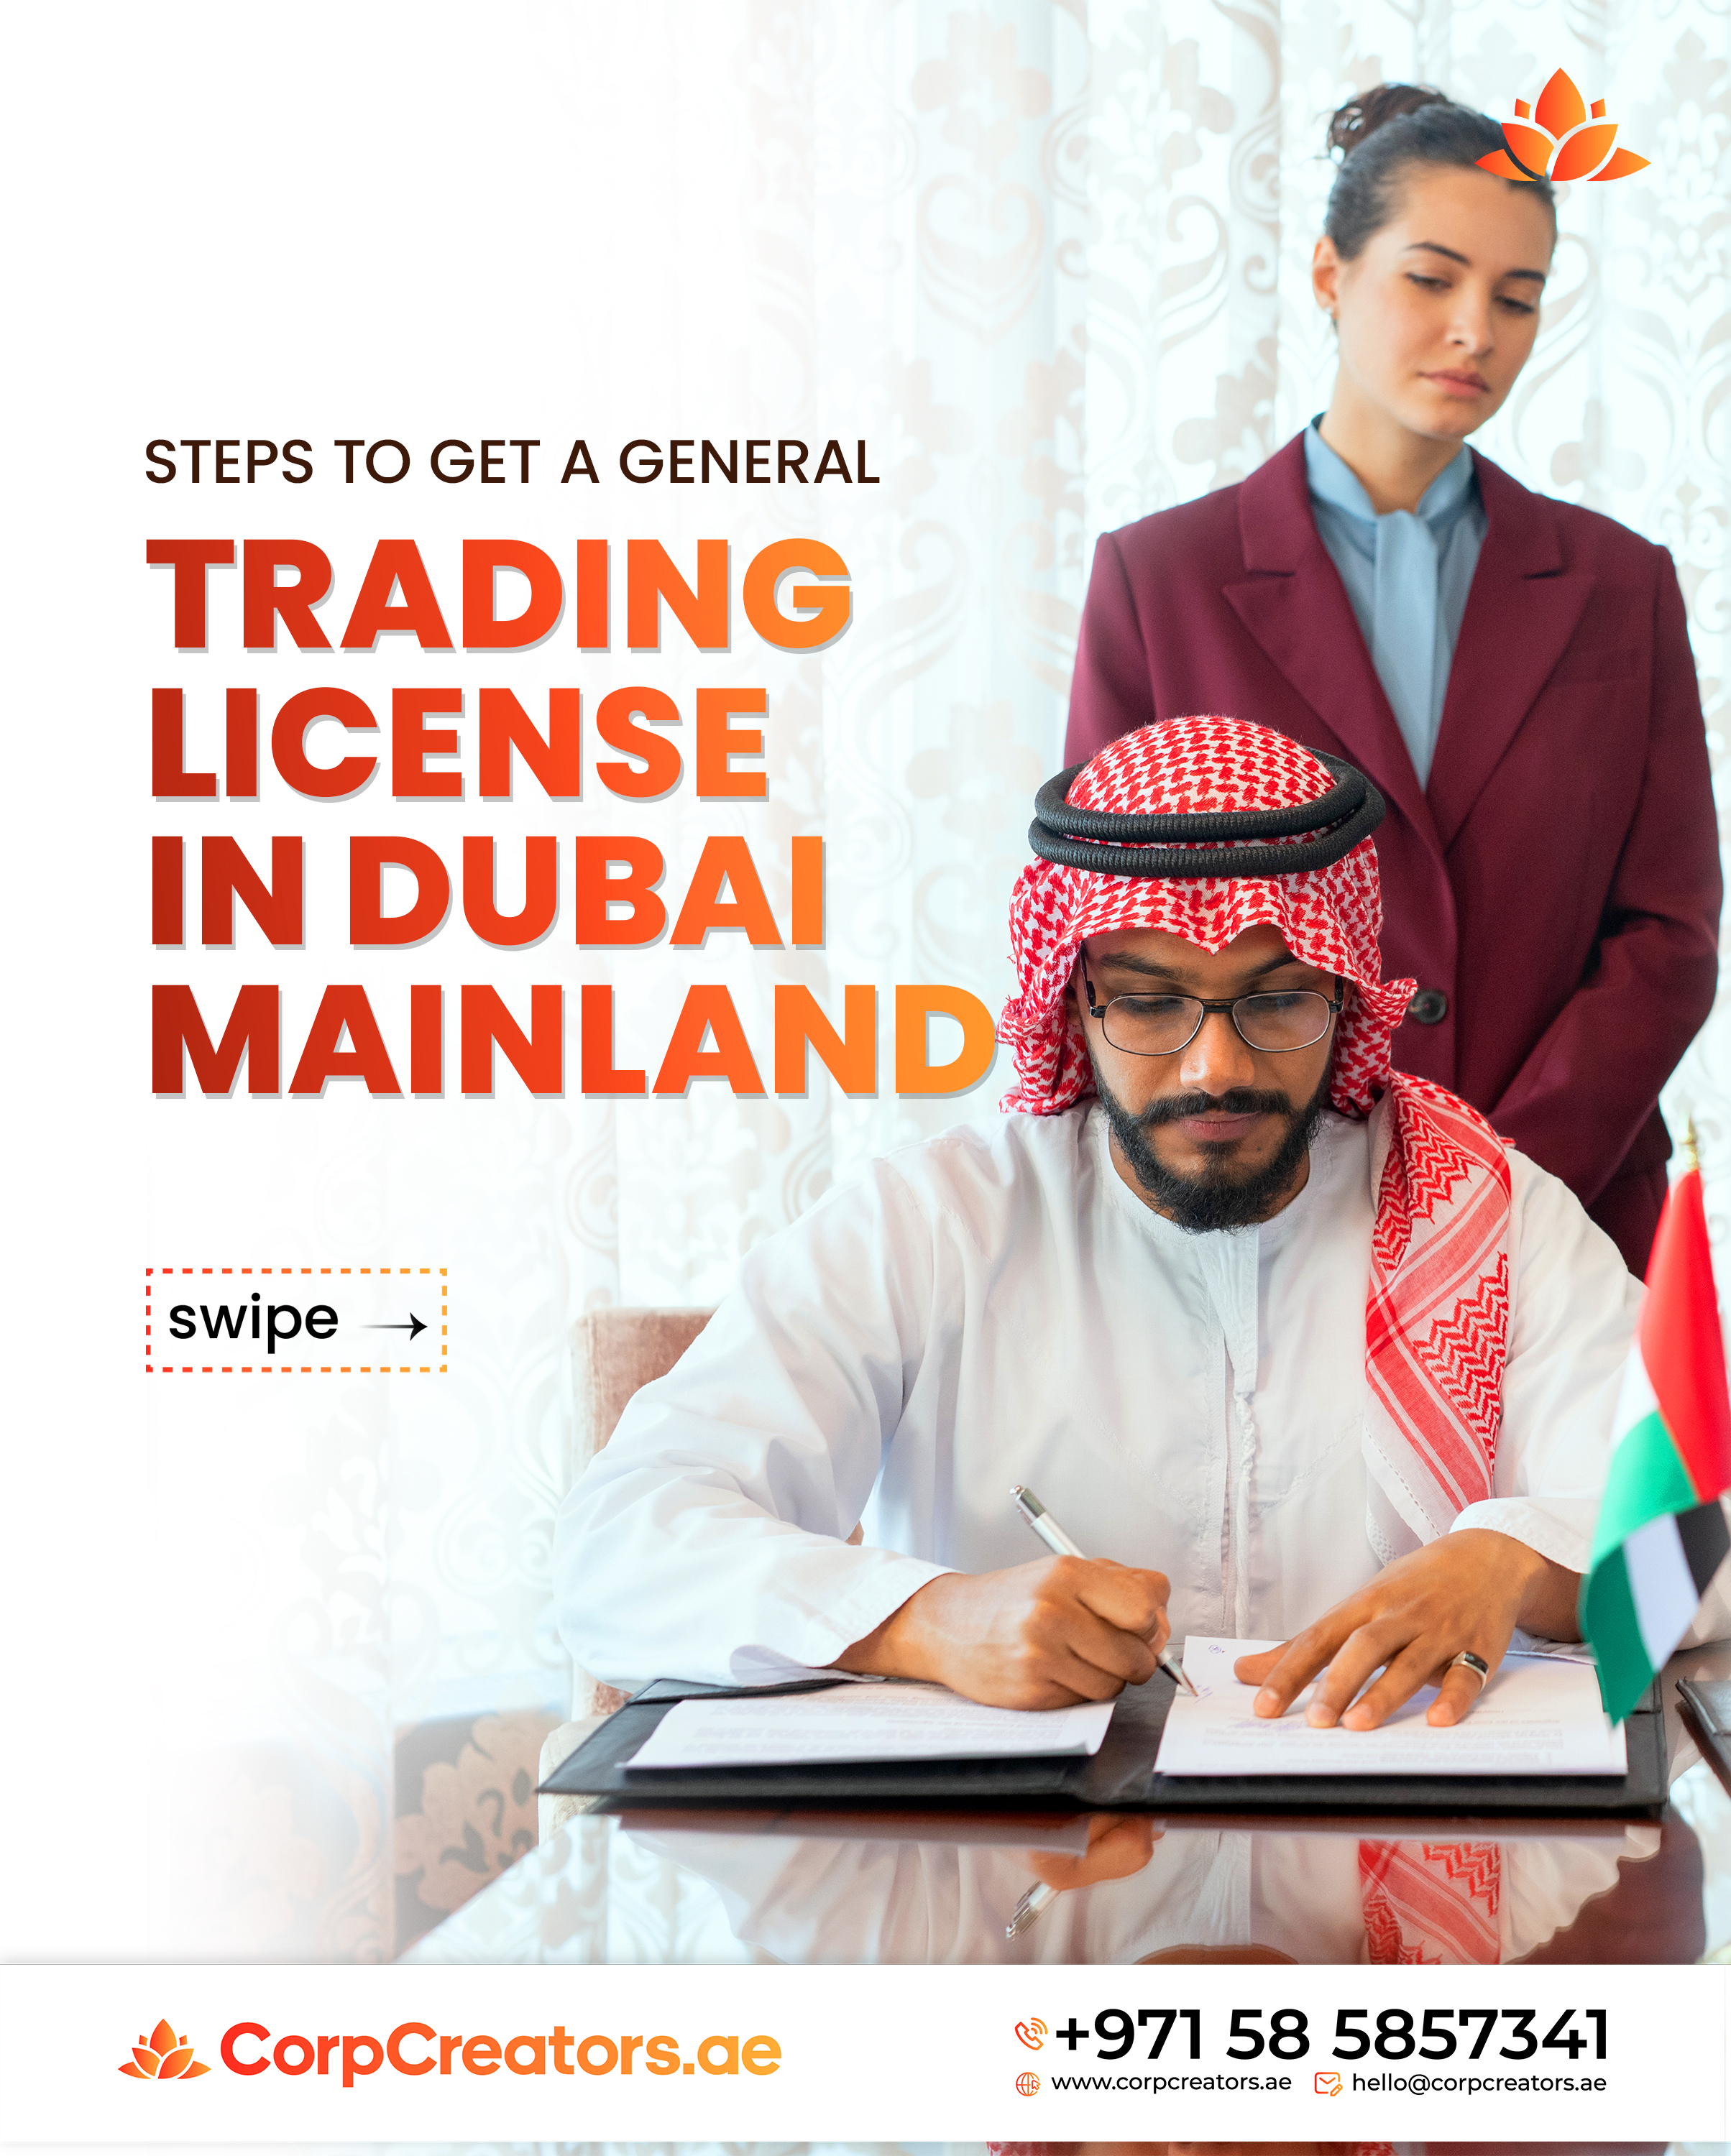 STEPS TO GET A GENERAL
TRADING
LICENSE
IN DUBAI
MAINLAND
swipe
CorpCreators.ae
+971 58 5857341
www.corpcreators.ae
hello@corpcreators.ae